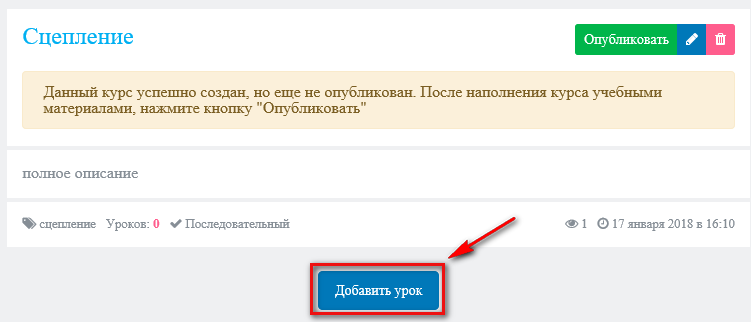 Сцепление
Опубликовать
Данный курс успешно создан, но еще не опубликован. После наполнения курса учебными
материалами, нажмите кнопку "Опубликовать"
полное описание
сцепление Уроков: 0 Последовательный 1 17 января 2018 в 16:10
Добавить урок